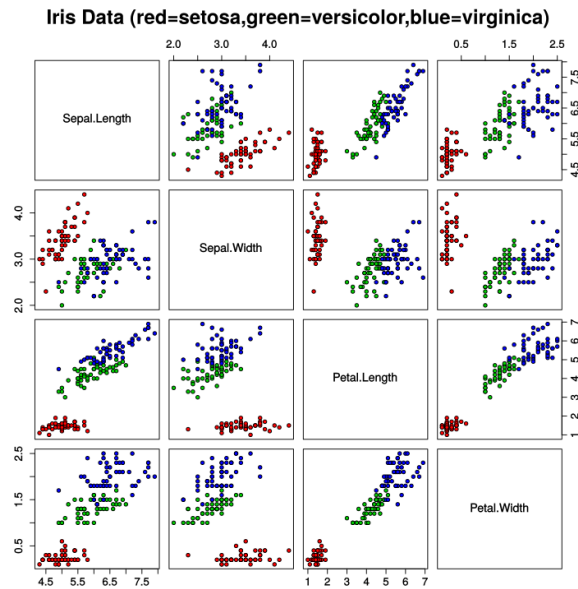 Iris Data (red=setosa,green=versicolor,blue=virginica)
2.0 3.0 4.0
0.5 1.5 2.5
Sepal.Length
4.5 5.5 6.5 7.5
2.0 3.0 4.0
Sepal.Width
Petal.Length
1 2 3 4 5 6 7
0.5 1.5 2.5
Petal.Width
4.5 5.5 6.5 7.5
1 2 3 4 5 6 7